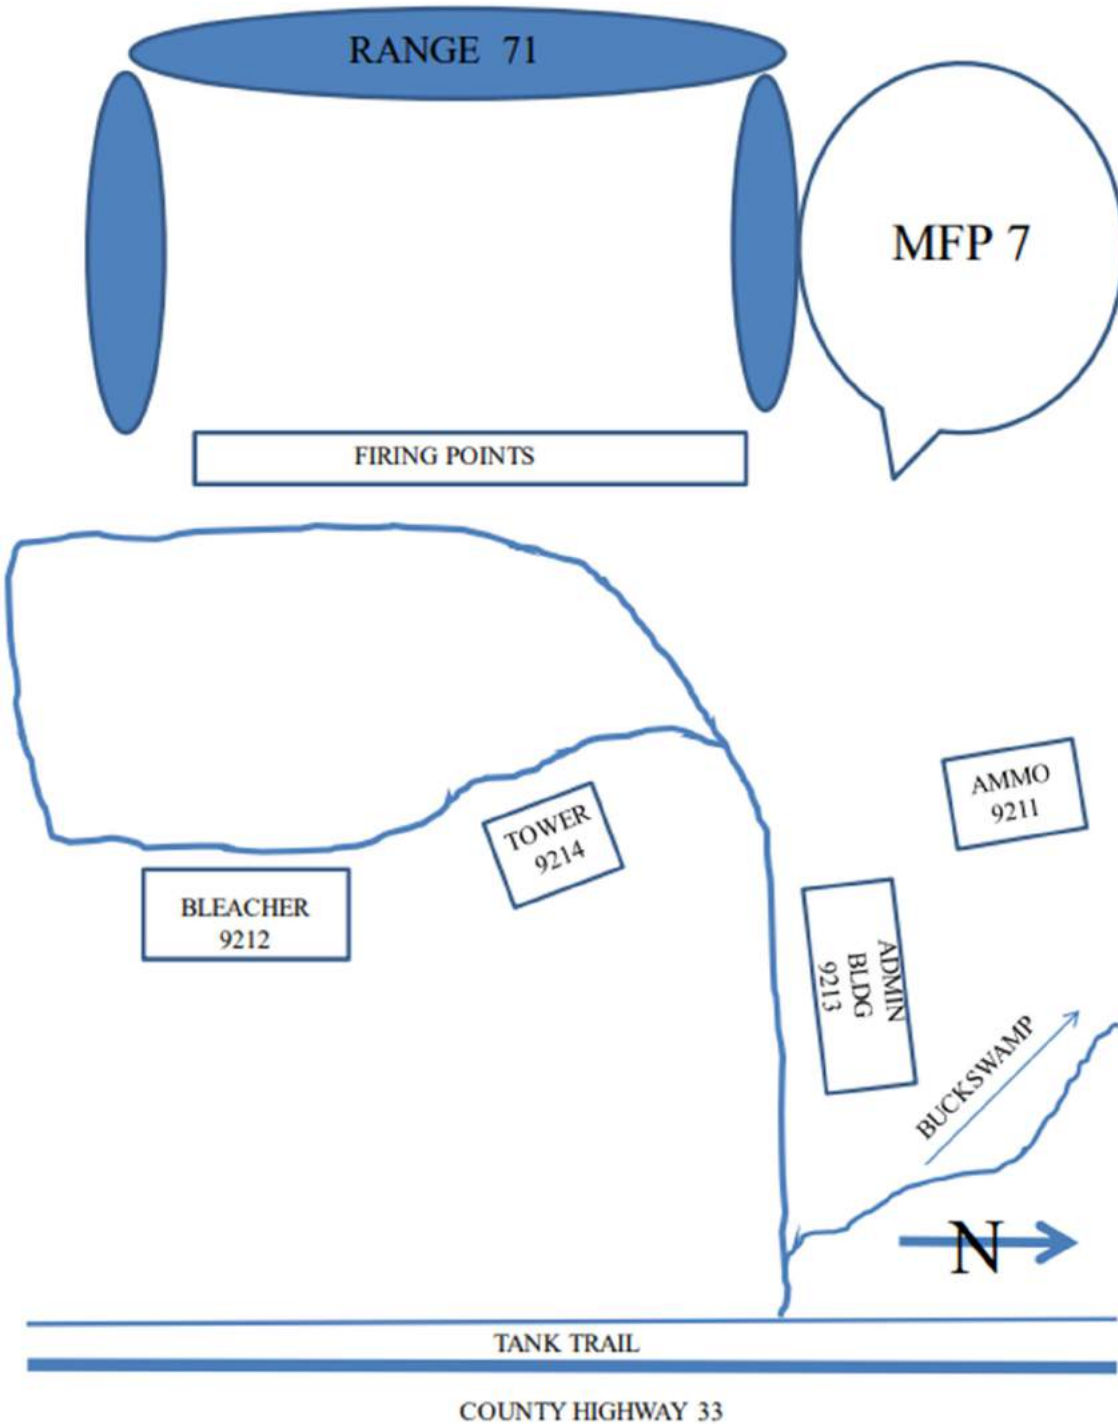 RANGE 71
MFP 7
FIRING POINTS
AMMO
9211
TOWER
9214
BLEACHER
9212
ADMIN
BLDG
9213
BUCKSWAMP
N
TANK TRAIL
COUNTY HIGHWAY 33